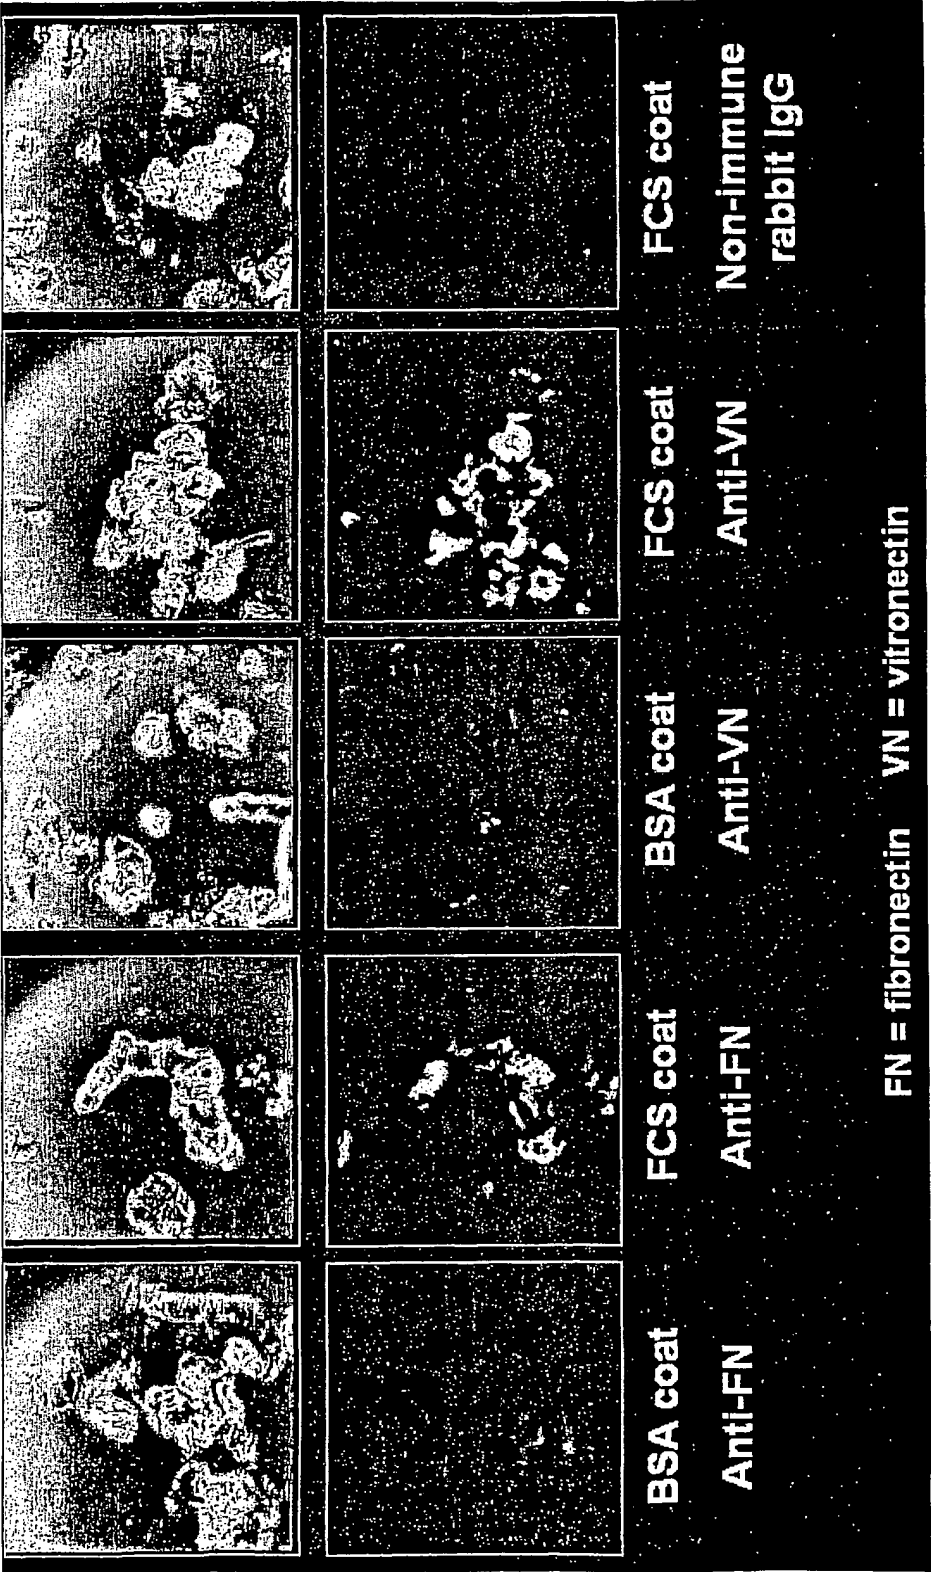 BSA coat
Anti-FN
FCS coat
Anti-FN
BSA coat
Anti-VN
FCS coat
Anti-VN
FCS coat
Non-immune
rabbit IgG
FN = fibronectin VN = vitronectin